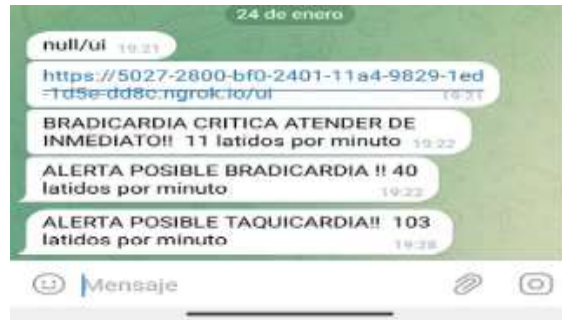 24 de enero
null/ui 19:21
https://5027-2800-bf0-2401-11a4-9829-1ed
-1d5e-dd8c.ngrok.io/ui 19:21
BRADICARDIA CRITICA ATENDER DE
INMEDIATO!! 11 latidos por minuto 19:22
ALERTA POSIBLE BRADICARDIA !! 40
latidos por minuto 19:22
ALERTA POSIBLE TAQUICARDIA!! 103
latidos por minuto 19:28
Mensaje